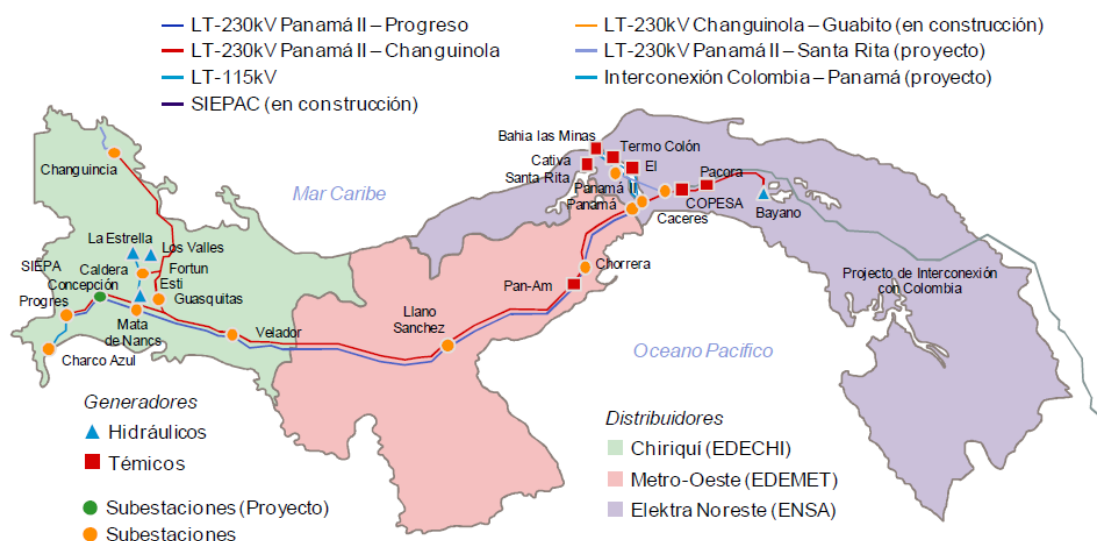 LT-230kV Panamá II – Progreso
LT-230kV Panamá II – Changuinola
LT-115kV
SIEPAC (en construcción)
LT-230kV Changuinola – Guabito (en construcción)
LT-230kV Panamá II – Santa Rita (proyecto)
Interconexión Colombia – Panamá (proyecto)
Changuincia
Mar Caribe
Bahia las Minas
Termo Colón
Cativa
El
Santa Rita
Panamá II
Panamá
Pacora
COPESA
Caceres
Bayano
La Estrella
Los Valles
SIEPA
Caldera
Fortun
Concepción
Esti
Progres
Guasquitas
Mata
de Nancs
Charco Azul
Velador
Llano
Sanchez
Pan-Am
Chorrera
Projecto de Interconexión
con Colombia
Oceano Pacífico
Generadores
Hidráulicos
Témicos
Subestaciones (Proyecto)
Subestaciones
Distribuidores
Chiriquí (EDECHI)
Metro-Oeste (EDEMET)
Elektra Noreste (ENSA)